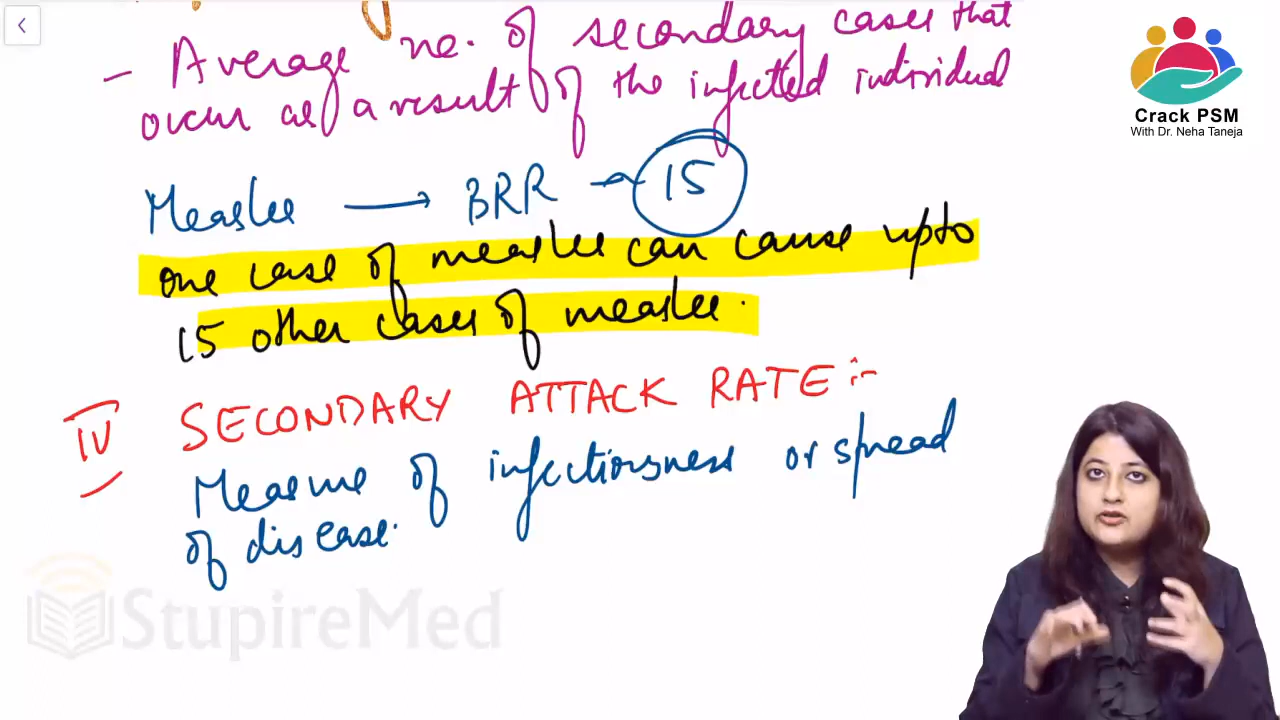 - Average no. of secondary cases that
occur as a result of the infected individual
Measles → BRR → 15
one case of measles can cause upto
15 other cases of measles.
IV SECONDARY ATTACK RATE :-
Measure of infectiousness or spread
of disease.
Crack PSM
With Dr. Neha Taneja
StupireMed